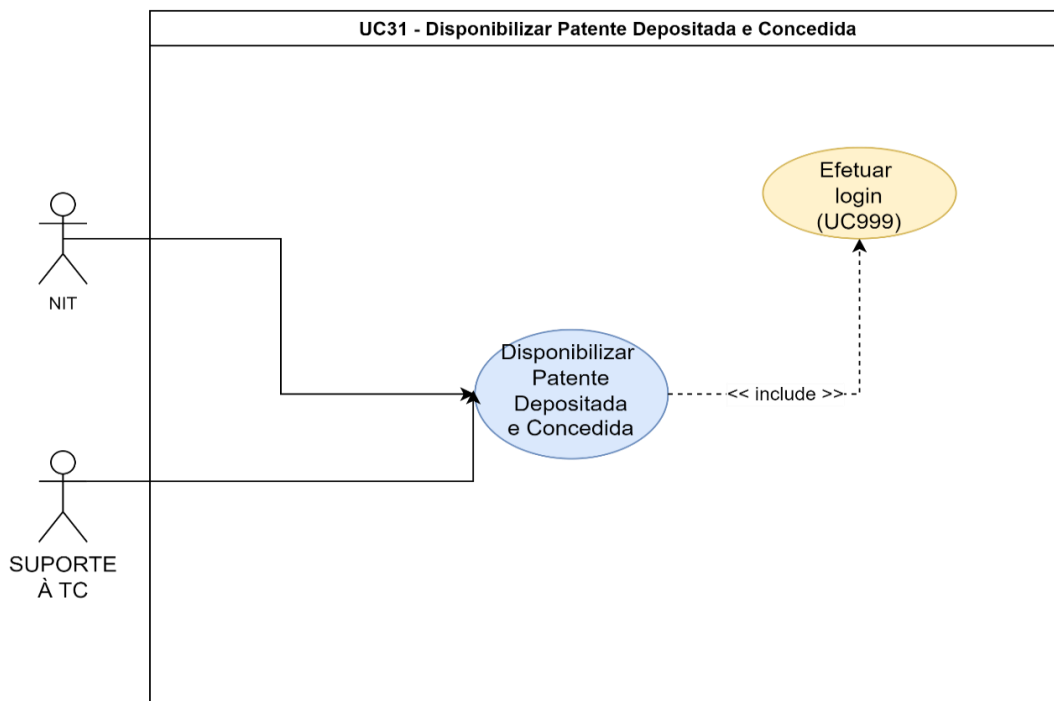 UC31 - Disponibilizar Patente Depositada e Concedida
Efetuar
login
(UC999)
NIT
Disponibilizar
Patente
Depositada
e Concedida
<< include >>
SUPORTE
À TC